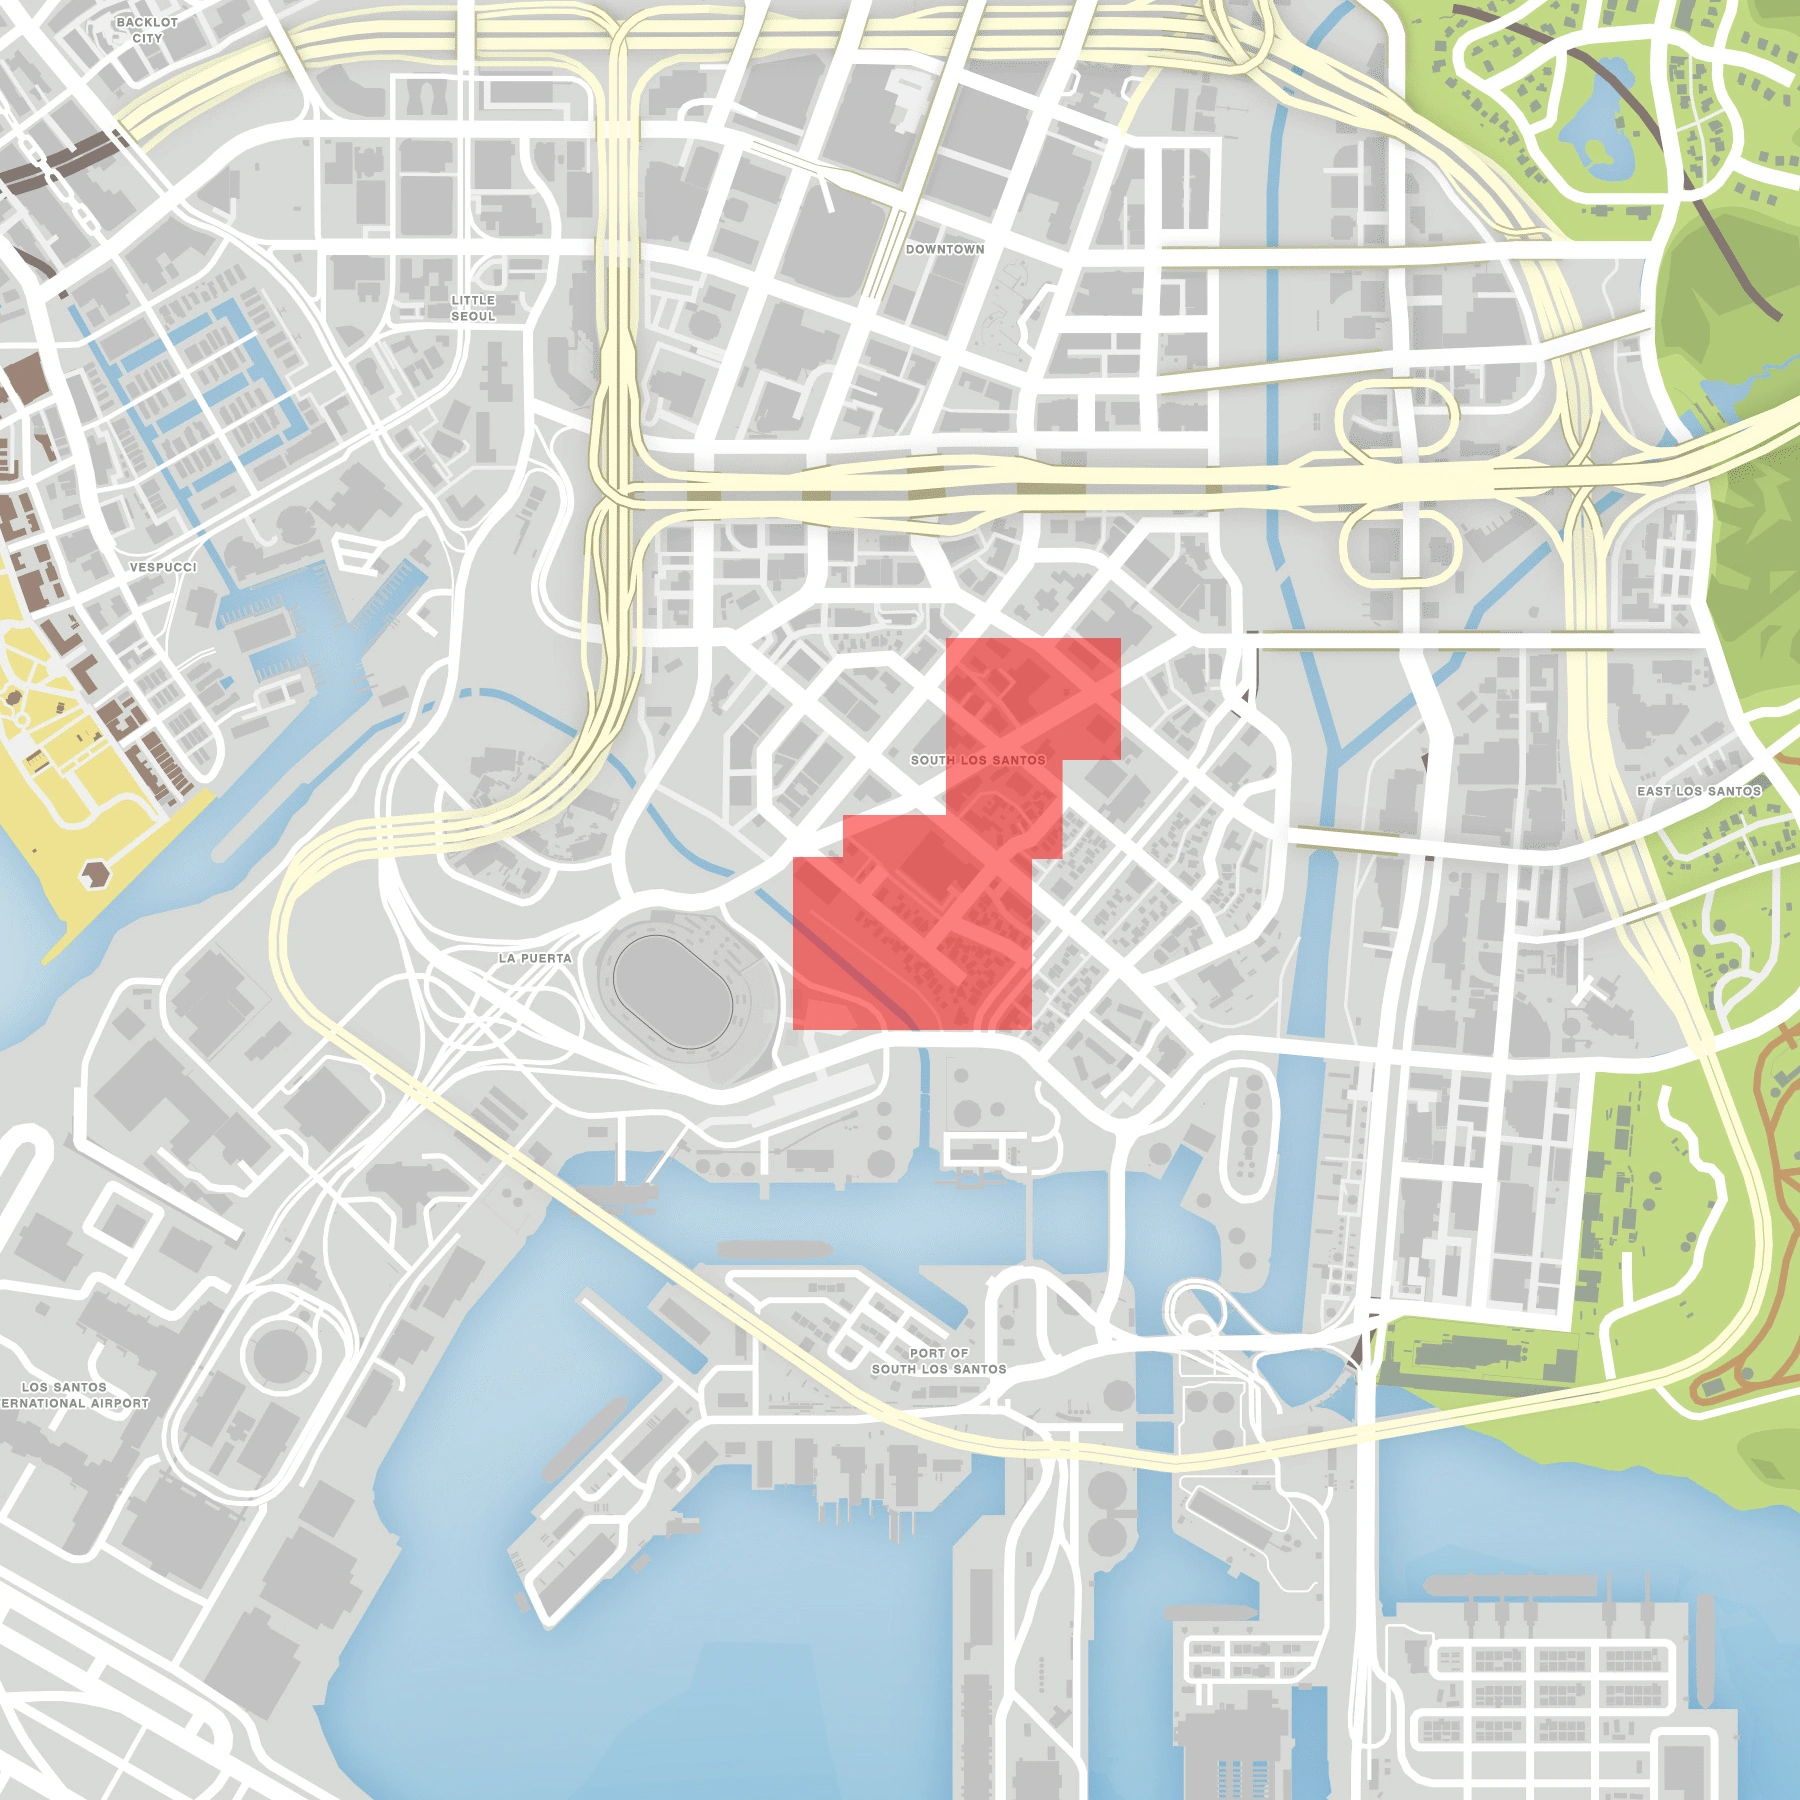 BACKLOT
CITY
DOWNTOWN
LITTLE
SEOUL
VESPUCCI
SOUTH LOS SANTOS
EAST LOS SANTOS
LA PUERTA
PORT OF
SOUTH LOS SANTOS
LOS SANTOS
TERNATIONAL AIRPORT